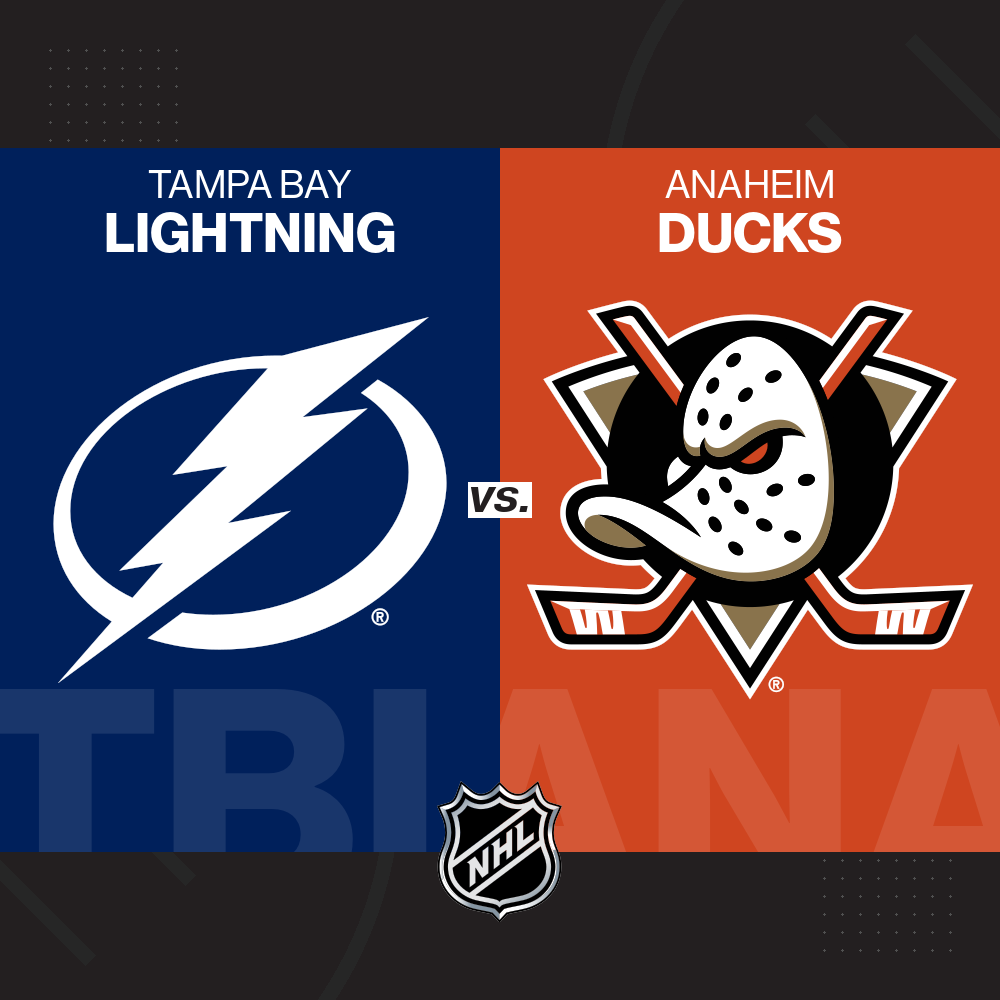 TAMPA BAY
LIGHTNING
ANAHEIM
DUCKS
VS.
®
®
TBL
ANA
NHL